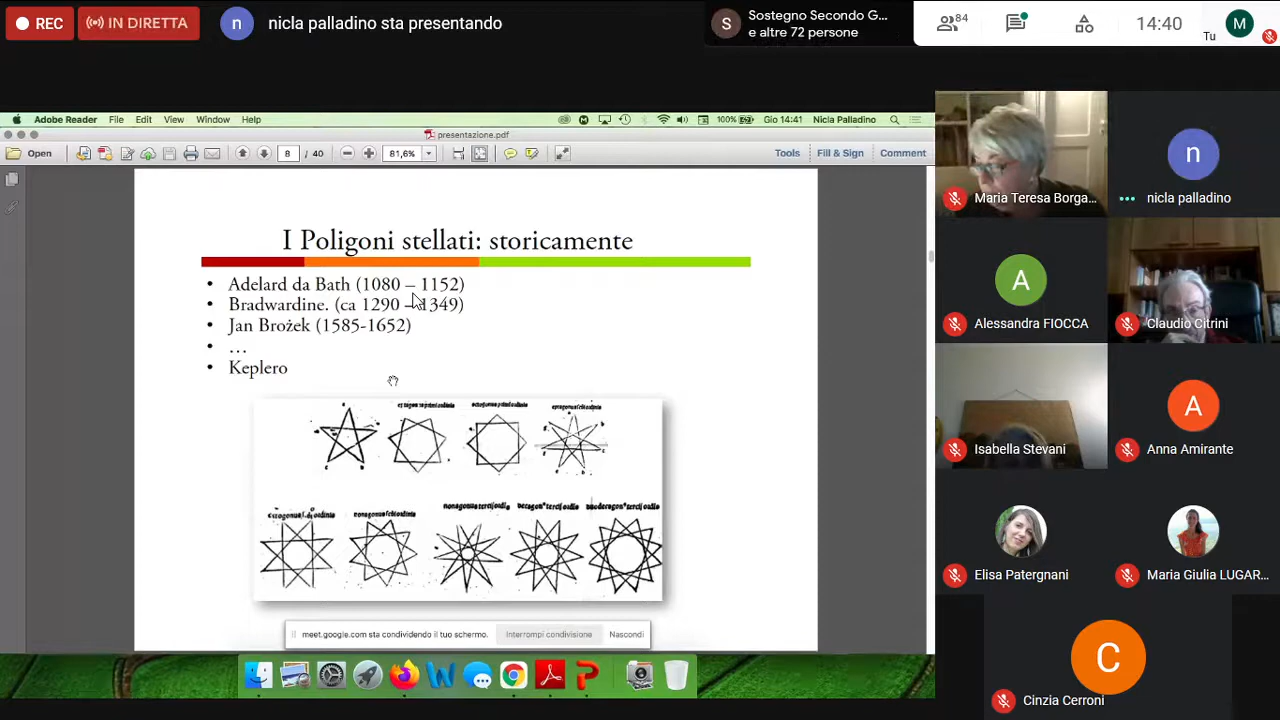 REC
IN DIRETTA
n
nicla palladino sta presentando
S
Sostegno Secondo G...
e altre 72 persone
84
14:40
Tu
M
Adobe Reader File Edit View Window Help
100%
Gio 14:41 Nicla Palladino
presentazione.pdf
Open
8 / 40
81,6%
Tools Fill & Sign Comment
I Poligoni stellati: storicamente
• Adelard da Bath (1080 – 1152)
• Bradwardine. (ca 1290 – 1349)
• Jan Brożek (1585-1652)
• …
• Keplero
meet.google.com sta condividendo il tuo schermo.
Interrompi condivisione
Nascondi
Maria Teresa Borga...
n
nicla palladino
A
Alessandra FIOCCA
Claudio Citrini
Isabella Stevani
A
Anna Amirante
Elisa Patergnani
Maria Giulia LUGAR...
C
Cinzia Cerroni